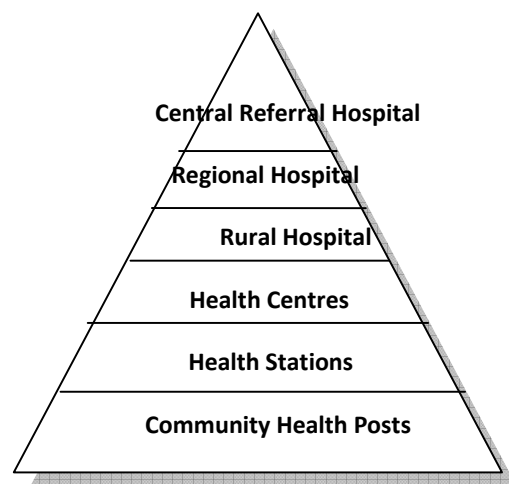 Central Referral Hospital
Regional Hospital
Rural Hospital
Health Centres
Health Stations
Community Health Posts